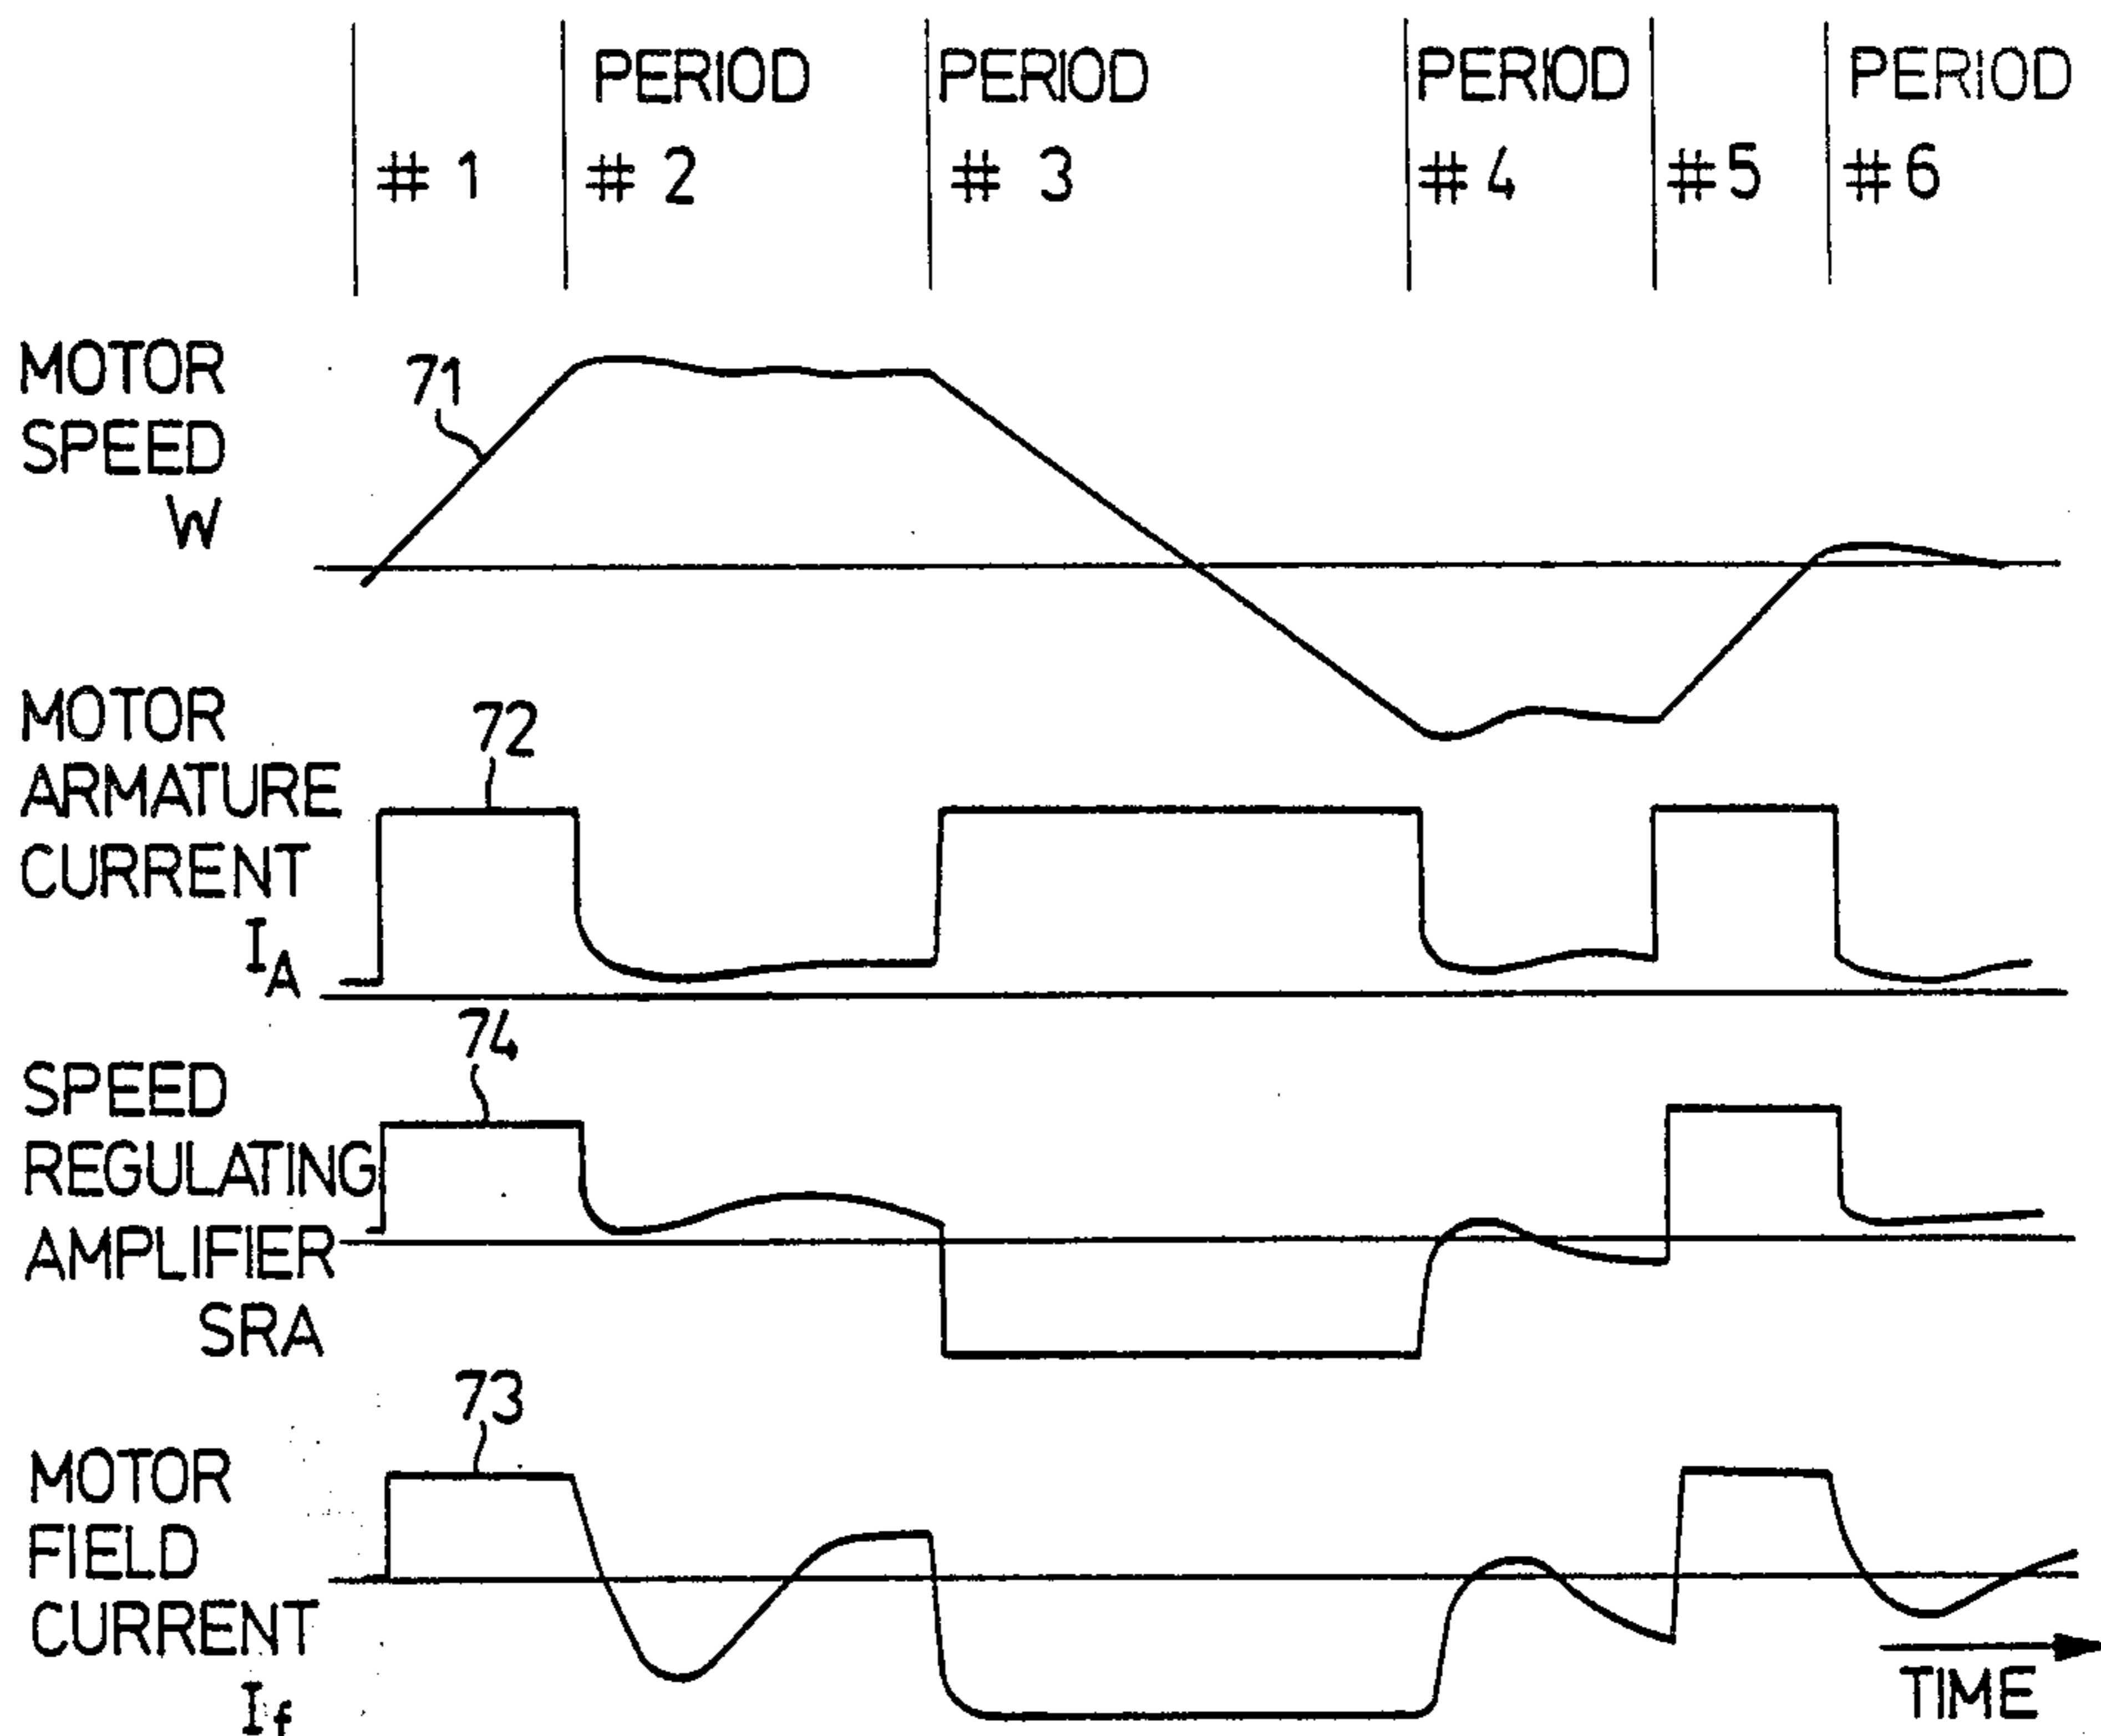 PERIOD PERIOD PERIOD PERIOD
# 1 # 2 # 3 # 4 #5 #6
MOTOR
SPEED
W
71
MOTOR
ARMATURE
CURRENT
IA
72
SPEED
REGULATING
AMPLIFIER
SRA
74
MOTOR
FIELD
CURRENT
If
73
TIME